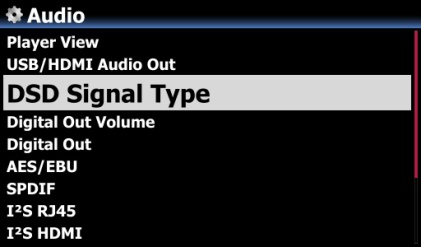 Audio
Player View
USB/HDMI Audio Out
DSD Signal Type
Digital Out Volume
Digital Out
AES/EBU
SPDIF
I²S RJ45
I²S HDMI